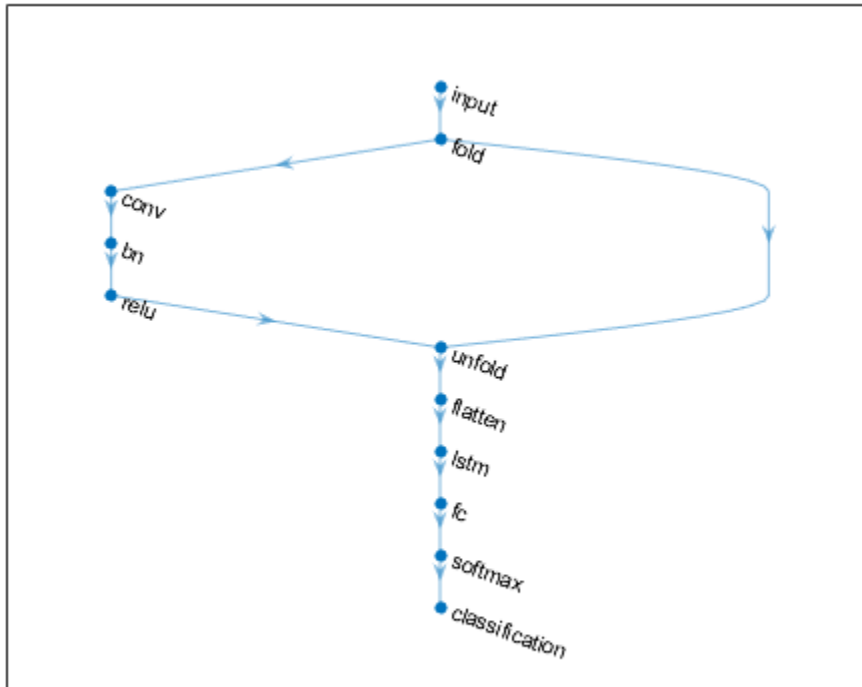 input
fold
conv
bn
relu
unfold
flatten
lstm
fc
softmax
classification